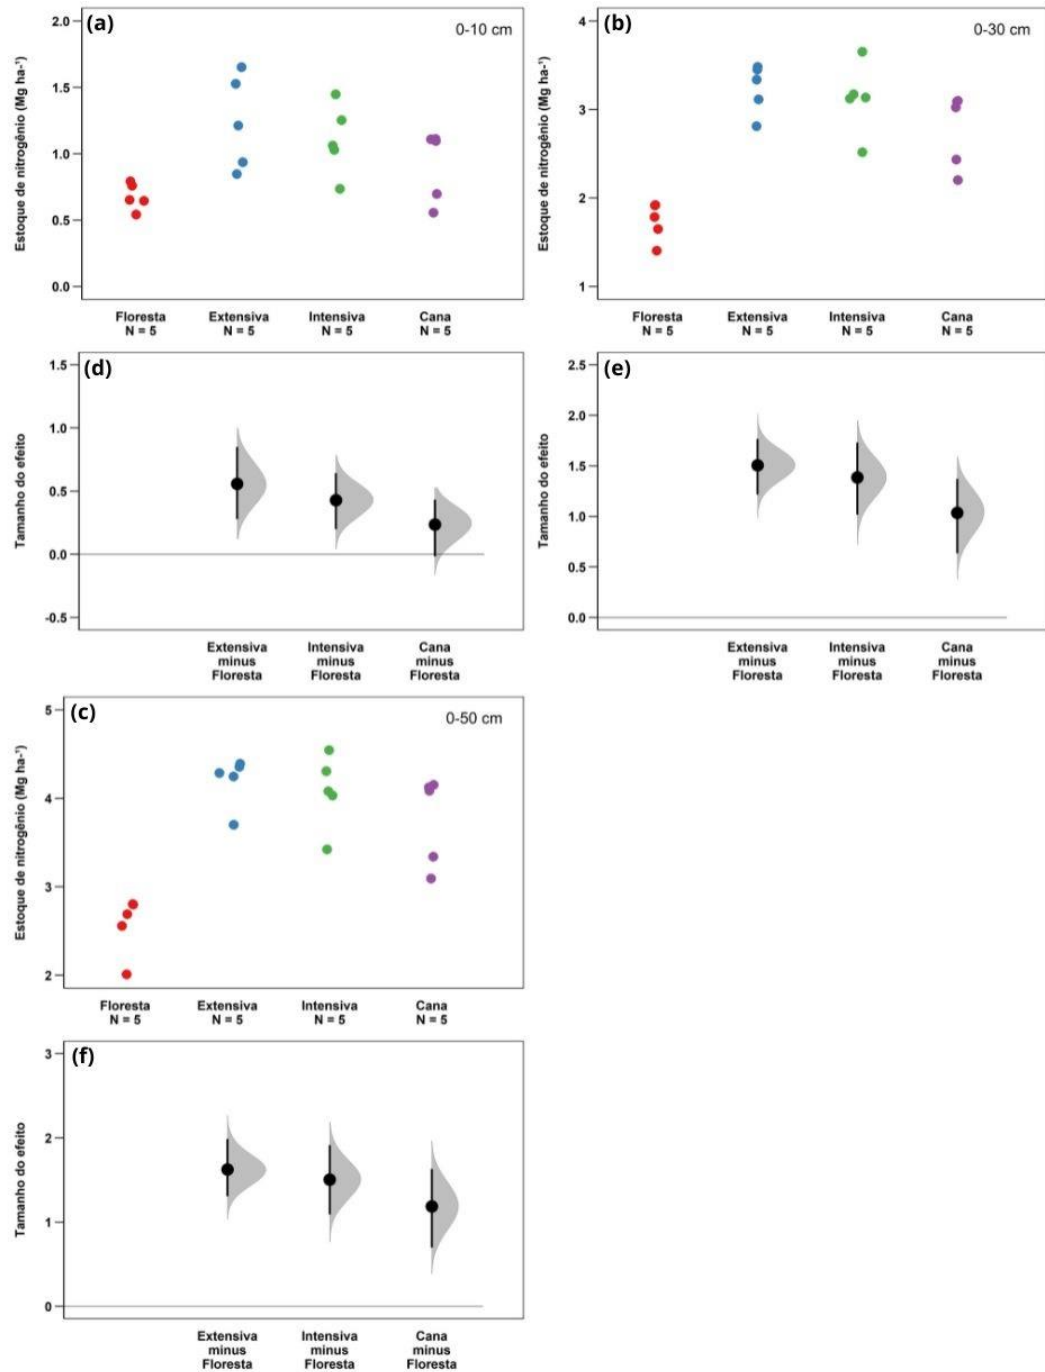 (a)
0-10 cm
Estoque de nitrogênio (Mg ha-¹)
2.0
1.5
1.0
0.5
0.0
Floresta Extensiva Intensiva Cana
N = 5 N = 5 N = 5 N = 5
(b)
0-30 cm
Estoque de nitrogênio (Mg ha-¹)
4
3
2
1
Floresta Extensiva Intensiva Cana
N = 5 N = 5 N = 5 N = 5
(d)
Tamanho do efeito
1.5
1.0
0.5
0.0
-0.5
Extensiva Intensiva Cana
minus minus minus
Floresta Floresta Floresta
(e)
Tamanho do efeito
2.5
2.0
1.5
1.0
0.5
0.0
Extensiva Intensiva Cana
minus minus minus
Floresta Floresta Floresta
(c)
0-50 cm
Estoque de nitrogênio (Mg ha-¹)
5
4
3
2
Floresta Extensiva Intensiva Cana
N = 5 N = 5 N = 5 N = 5
(f)
Tamanho do efeito
3
2
1
0
Extensiva Intensiva Cana
minus minus minus
Floresta Floresta Floresta